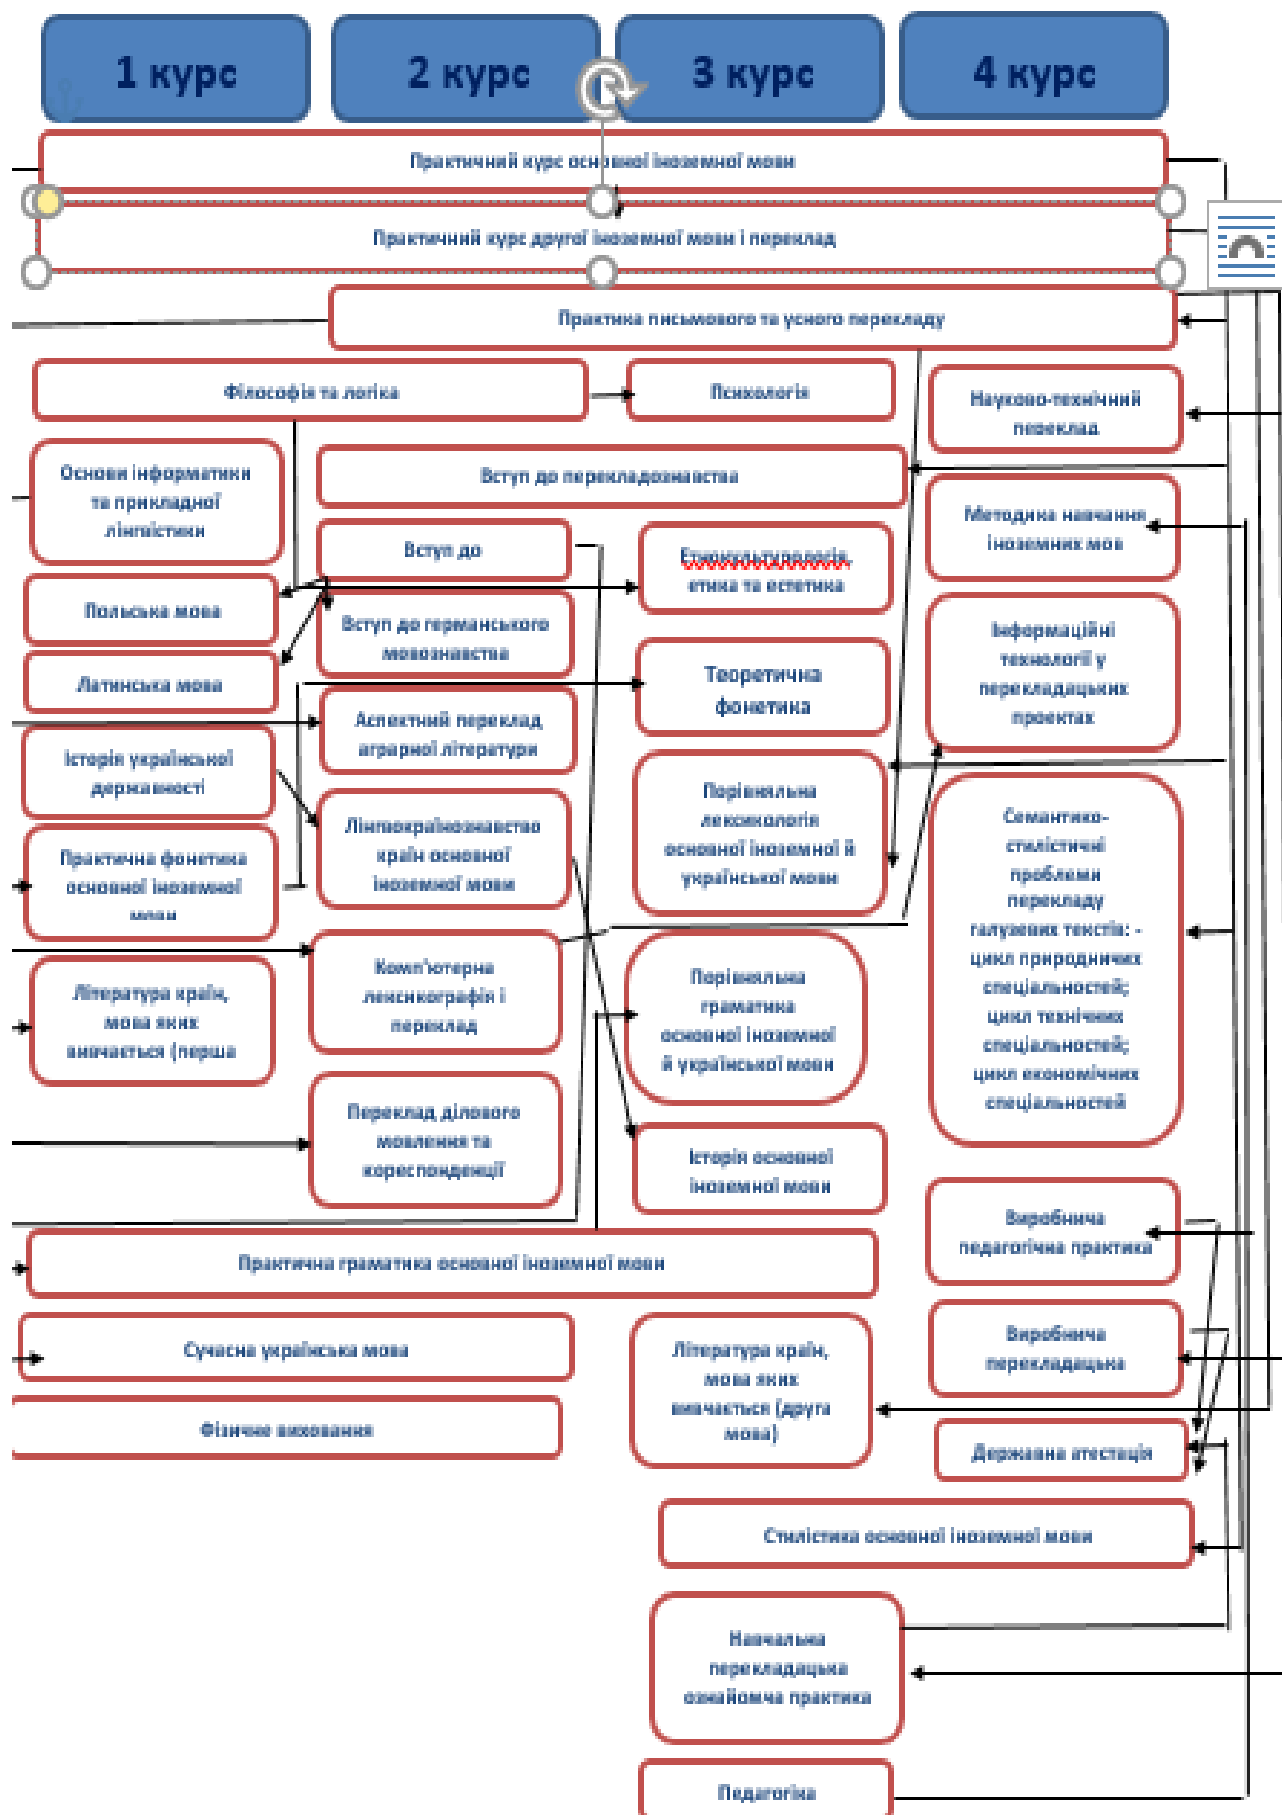 1 курс
2 курс
3 курс
4 курс
Практичний курс основної іноземної мови
Практичний курс другої іноземної мови і переклад
Практика письмового та усного перекладу
Філософія та логіка
Психологія
Науково-технічний
переклад
Основи інформатики
та прикладної
лінгвістики
Вступ до перекладознавства
Методика навчання
іноземних мов
Вступ до
Етнокультурологія,
етика та естетика
Польська мова
Вступ до германського
мовознавства
Інформаційні
технології у
перекладацьких
проектах
Латинська мова
Теоретична
фонетика
Аспектний переклад
аграрної літератури
Історія української
державності
Порівняльна
лексикологія
основної іноземної й
української мови
Лінгвокраїнознавство
країн основної
іноземної мови
Семантико-
стилістичні
проблеми
перекладу
галузевих текстів: -
цикл природничих
спеціальностей;
цикл технічних
спеціальностей;
цикл економічних
спеціальностей
Практична фонетика
основної іноземної
мови
Комп'ютерна
лексикографія і
переклад
Порівняльна
граматика
основної іноземної
й української мови
Література країн,
мова яких
вивчається (перша
Переклад ділового
мовлення та
кореспонденції
Історія основної
іноземної мови
Виробнича
педагогічна практика
Практична граматика основної іноземної мови
Виробнича
перекладацька
Сучасна українська мова
Література країн,
мова яких
вивчається (друга
мова)
Фізичне виховання
Державна атестація
Стилістика основної іноземної мови
Навчальна
перекладацька
ознайомча практика
Педагогіка